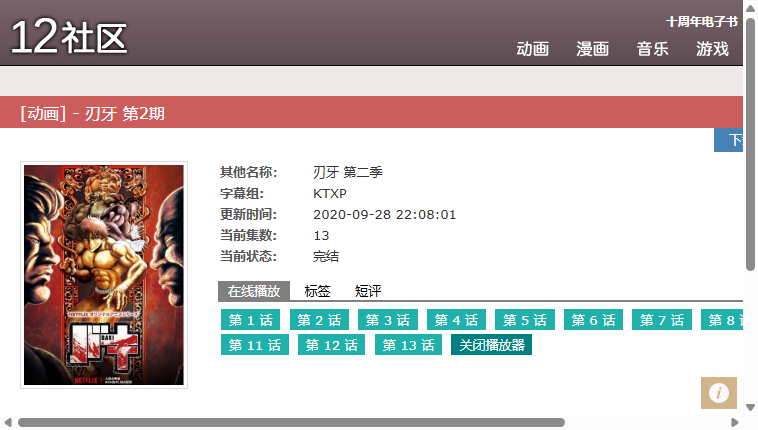 12社区
十周年电子书
动画 漫画 音乐 游戏
[动画] - 刃牙 第2期
其他名称: 刃牙 第二季
字幕组: KTXP
更新时间: 2020-09-28 22:08:01
当前集数: 13
当前状态: 完结
在线播放 标签 短评
第 1 话 第 2 话 第 3 话 第 4 话 第 5 话 第 6 话 第 7 话 第 8
第 11 话 第 12 话 第 13 话 关闭播放器
NETFLIX オリジナルアニメシリーズ
バキ
BAKI
NETFLIX
i